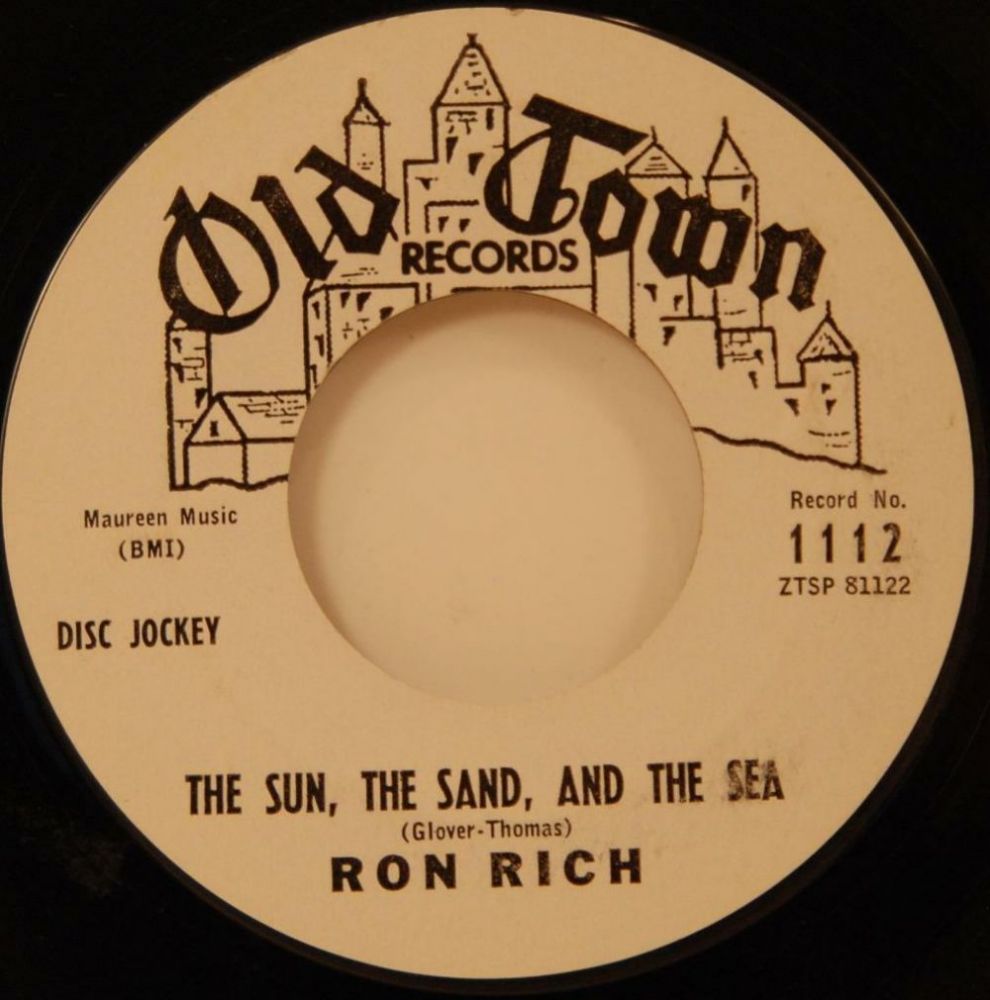 Old Town
RECORDS
Maureen Music
(BMI)
Record No.
1112
ZTSP 81122
DISC JOCKEY
THE SUN, THE SAND, AND THE SEA
(Glover-Thomas)
RON RICH